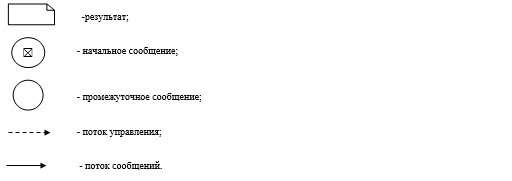 -результат;
- начальное сообщение;
- промежуточное сообщение;
- поток управления;
- поток сообщений.